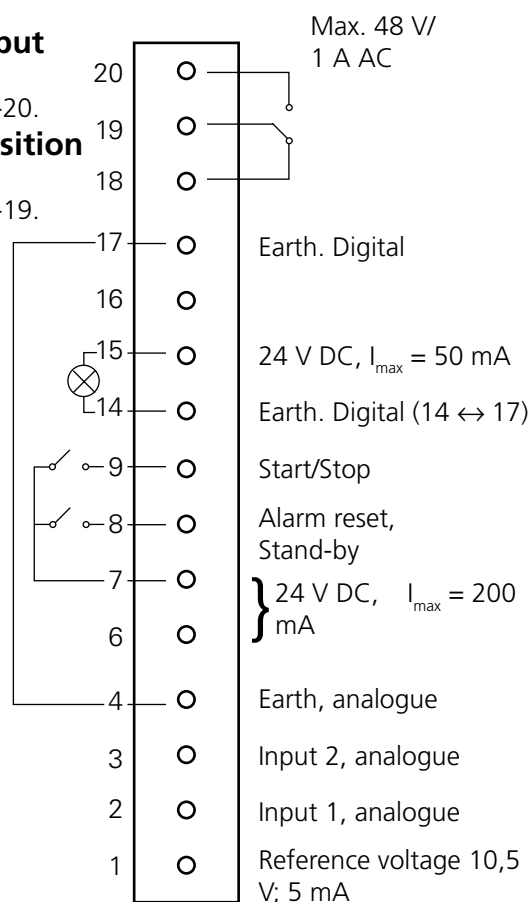 put
-20.
sition
-19.
Max. 48 V/
1 A AC
20
19
18
17 Earth. Digital
16
15 24 V DC, Imax = 50 mA
14 Earth. Digital (14 ↔ 17)
9 Start/Stop
8 Alarm reset,
Stand-by
7 24 V DC, Imax = 200
6 mA
4 Earth, analogue
3 Input 2, analogue
2 Input 1, analogue
1 Reference voltage 10,5
V; 5 mA